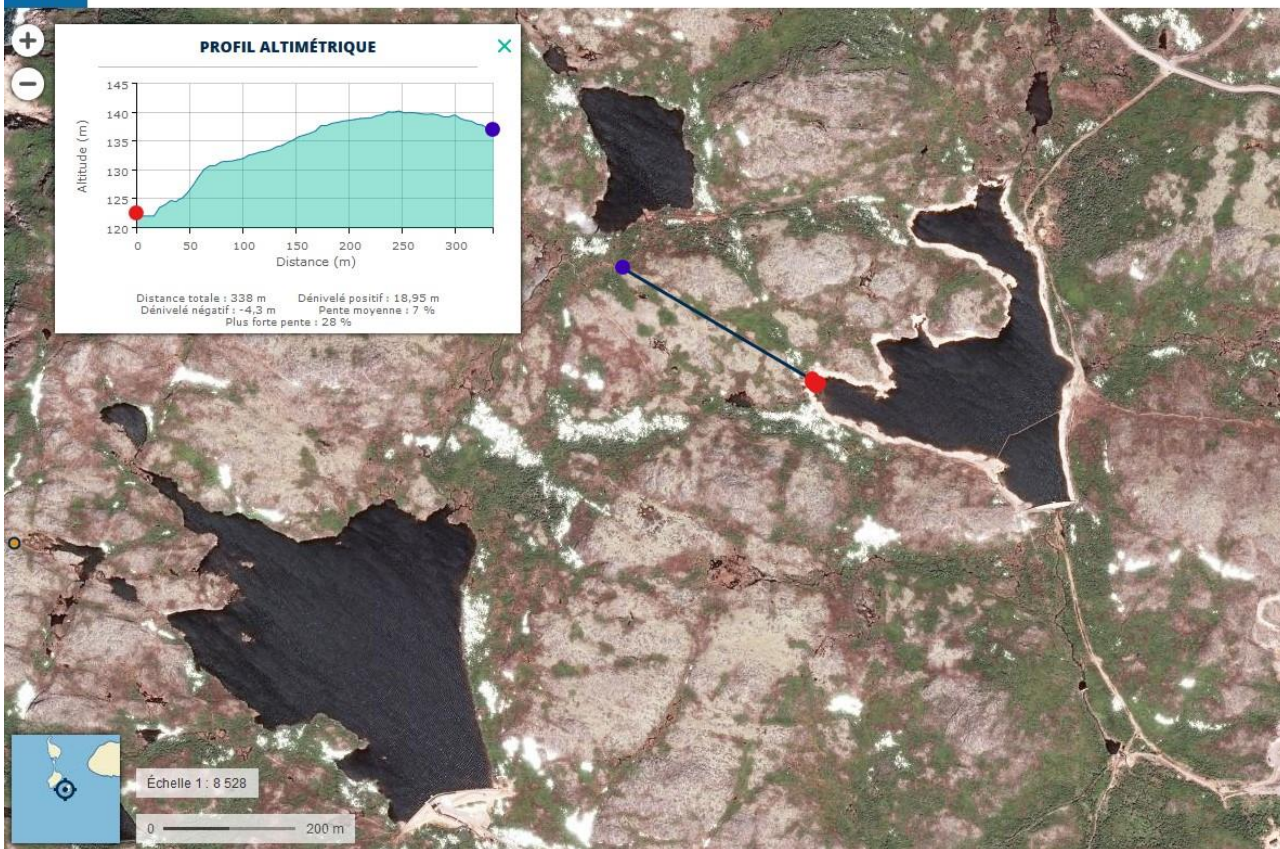 +
−
PROFIL ALTIMÉTRIQUE
×
Altitude (m)
145
140
135
130
125
120
0 50 100 150 200 250 300
Distance (m)
Distance totale : 338 m Dénivelé positif : 18,95 m
Dénivelé négatif : -4,3 m Pente moyenne : 7 %
Plus forte pente : 28 %
Échelle 1 : 8 528
0 200 m